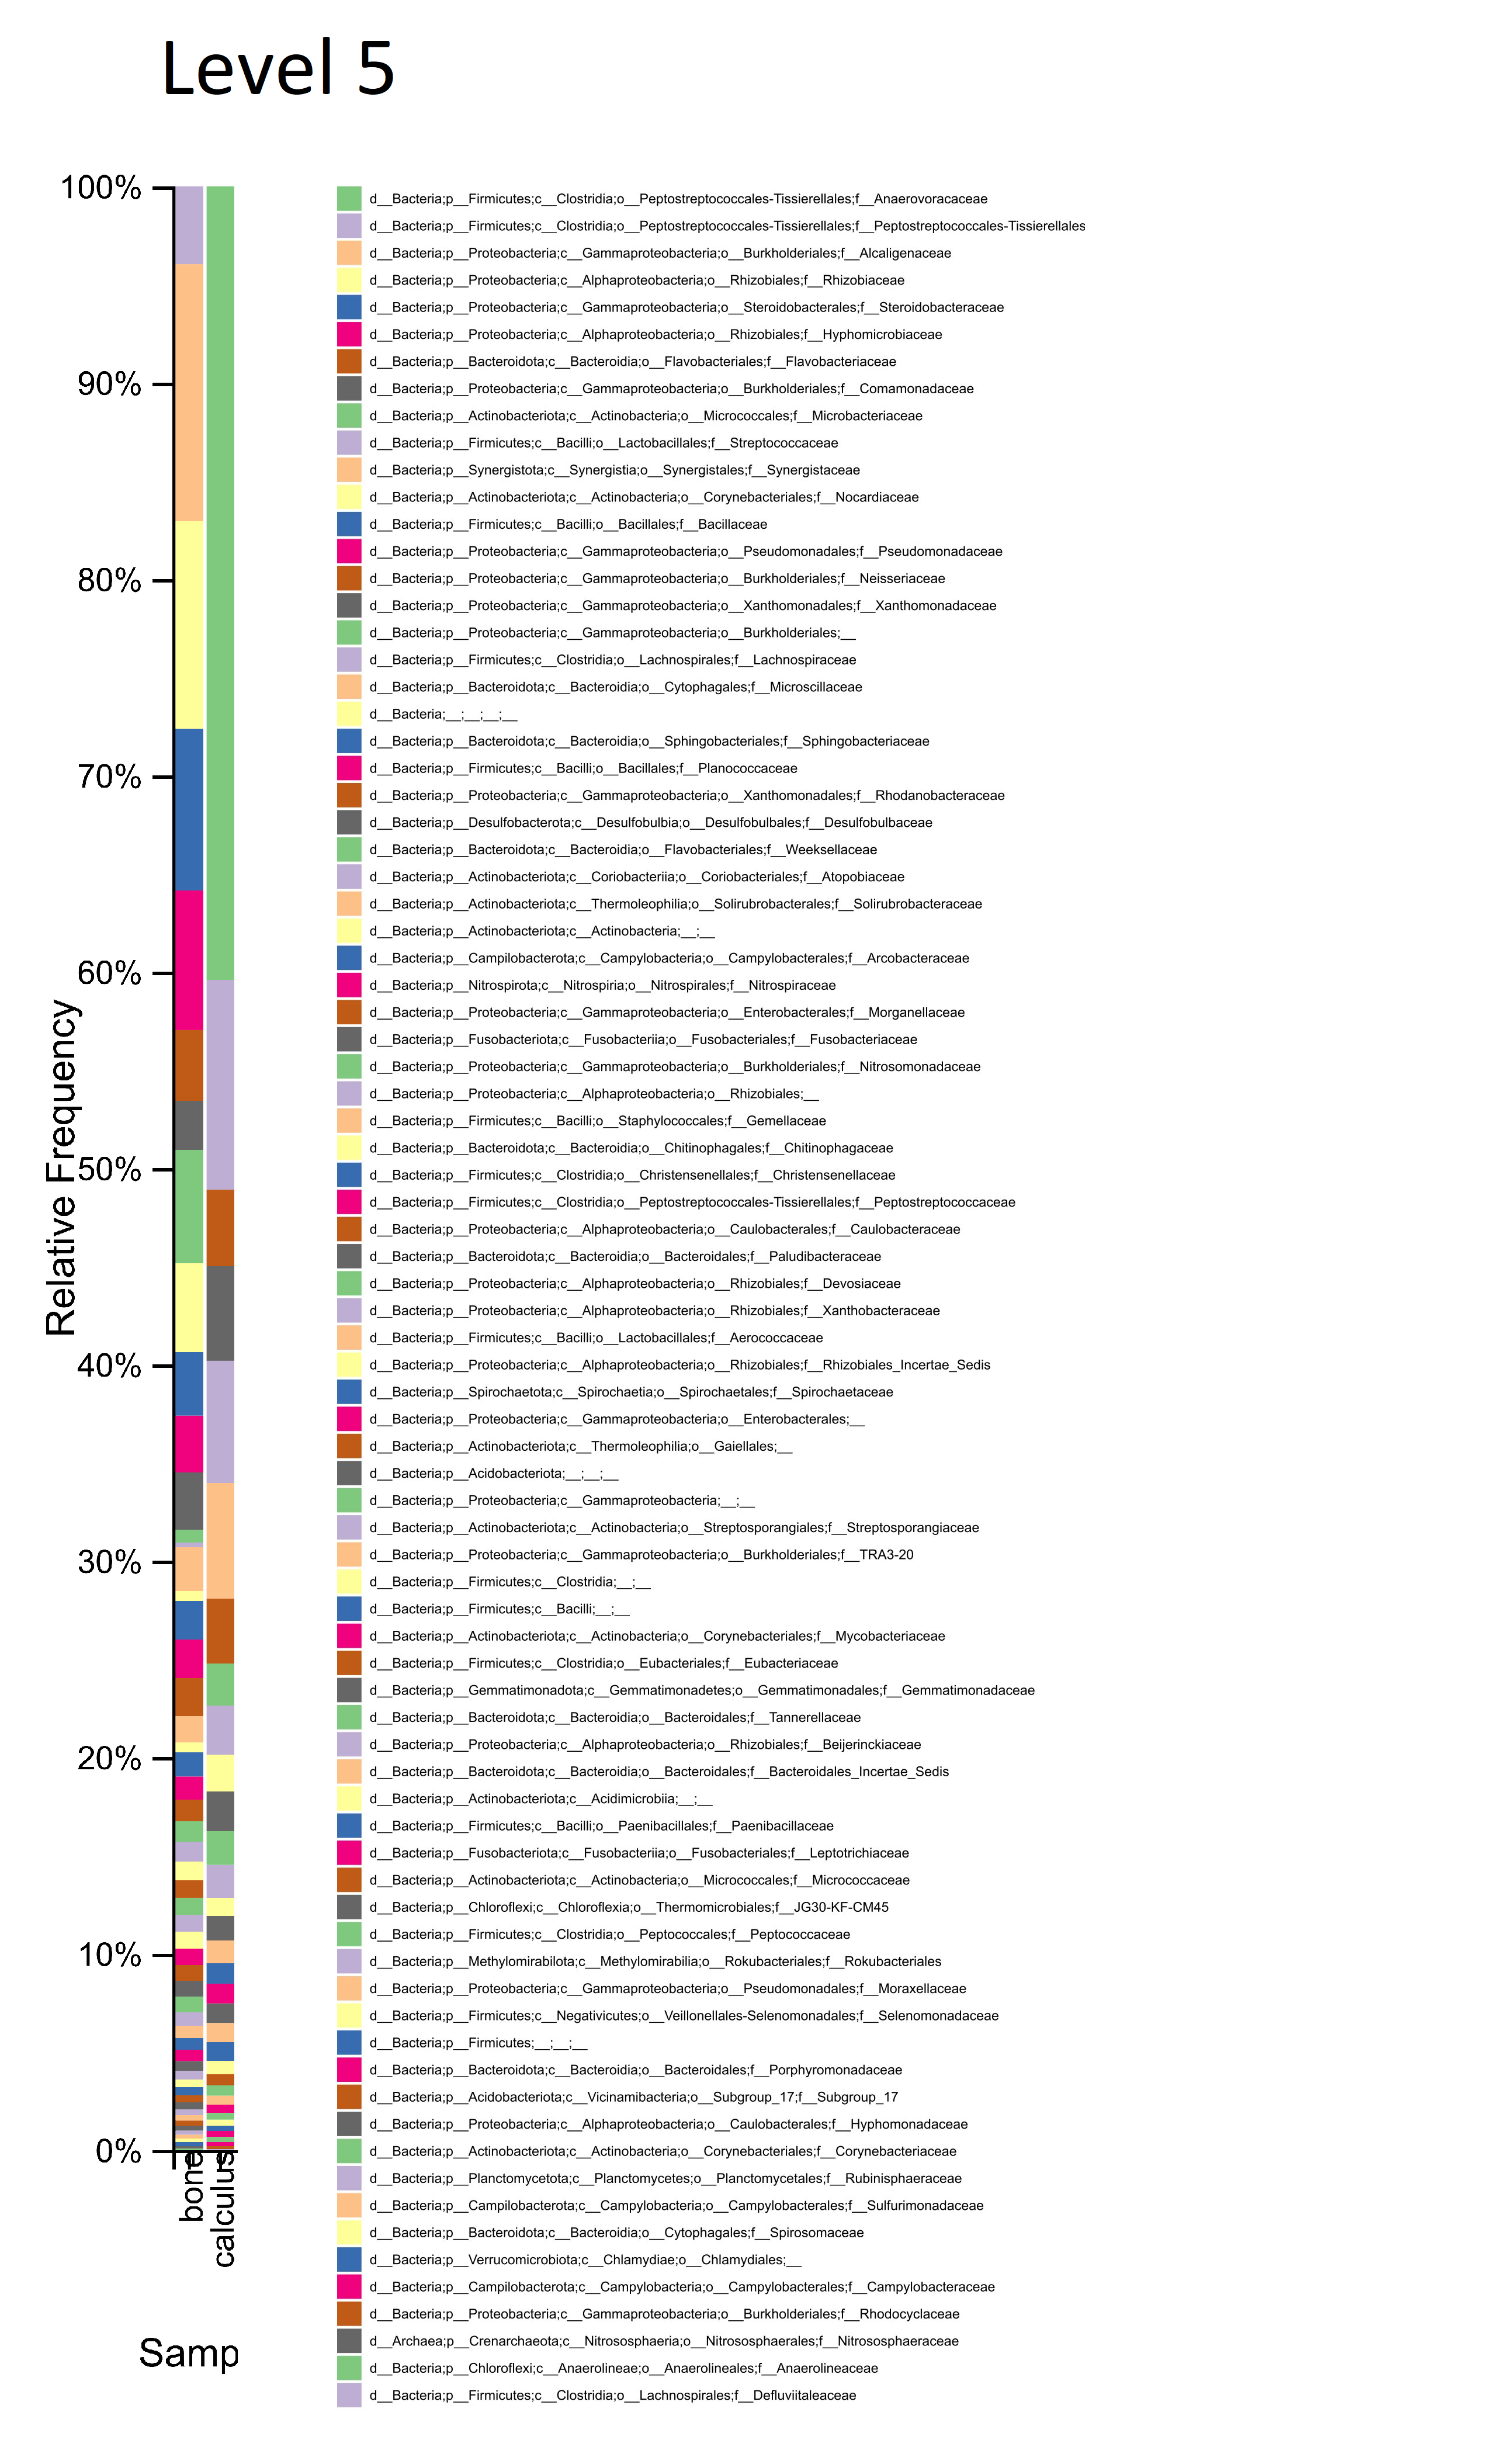 Level 5
100%
90%
80%
70%
60%
50%
40%
30%
20%
10%
0%
Relative Frequency
bone
calculus
Samp
d__Bacteria;p__Firmicutes;c__Clostridia;o__Peptostreptococcales-Tissierellales;f__Anaerovoracaceae
d__Bacteria;p__Firmicutes;c__Clostridia;o__Peptostreptococcales-Tissierellales;f__Peptostreptococcales-Tissierellales
d__Bacteria;p__Proteobacteria;c__Gammaproteobacteria;o__Burkholderiales;f__Alcaligenaceae
d__Bacteria;p__Proteobacteria;c__Alphaproteobacteria;o__Rhizobiales;f__Rhizobiaceae
d__Bacteria;p__Proteobacteria;c__Gammaproteobacteria;o__Steroidobacterales;f__Steroidobacteraceae
d__Bacteria;p__Proteobacteria;c__Alphaproteobacteria;o__Rhizobiales;f__Hyphomicrobiaceae
d__Bacteria;p__Bacteroidota;c__Bacteroidia;o__Flavobacteriales;f__Flavobacteriaceae
d__Bacteria;p__Proteobacteria;c__Gammaproteobacteria;o__Burkholderiales;f__Comamonadaceae
d__Bacteria;p__Actinobacteriota;c__Actinobacteria;o__Micrococcales;f__Microbacteriaceae
d__Bacteria;p__Firmicutes;c__Bacilli;o__Lactobacillales;f__Streptococcaceae
d__Bacteria;p__Synergistota;c__Synergistia;o__Synergistales;f__Synergistaceae
d__Bacteria;p__Actinobacteriota;c__Actinobacteria;o__Corynebacteriales;f__Nocardiaceae
d__Bacteria;p__Firmicutes;c__Bacilli;o__Bacillales;f__Bacillaceae
d__Bacteria;p__Proteobacteria;c__Gammaproteobacteria;o__Pseudomonadales;f__Pseudomonadaceae
d__Bacteria;p__Proteobacteria;c__Gammaproteobacteria;o__Burkholderiales;f__Neisseriaceae
d__Bacteria;p__Proteobacteria;c__Gammaproteobacteria;o__Xanthomonadales;f__Xanthomonadaceae
d__Bacteria;p__Proteobacteria;c__Gammaproteobacteria;o__Burkholderiales;__
d__Bacteria;p__Firmicutes;c__Clostridia;o__Lachnospirales;f__Lachnospiraceae
d__Bacteria;p__Bacteroidota;c__Bacteroidia;o__Cytophagales;f__Microscillaceae
d__Bacteria;__;__;__;__
d__Bacteria;p__Bacteroidota;c__Bacteroidia;o__Sphingobacteriales;f__Sphingobacteriaceae
d__Bacteria;p__Firmicutes;c__Bacilli;o__Bacillales;f__Planococcaceae
d__Bacteria;p__Proteobacteria;c__Gammaproteobacteria;o__Xanthomonadales;f__Rhodanobacteraceae
d__Bacteria;p__Desulfobacterota;c__Desulfobulbia;o__Desulfobulbales;f__Desulfobulbaceae
d__Bacteria;p__Bacteroidota;c__Bacteroidia;o__Flavobacteriales;f__Weeksellaceae
d__Bacteria;p__Actinobacteriota;c__Coriobacteriia;o__Coriobacteriales;f__Atopobiaceae
d__Bacteria;p__Actinobacteriota;c__Thermoleophilia;o__Solirubrobacterales;f__Solirubrobacteraceae
d__Bacteria;p__Actinobacteriota;c__Actinobacteria;__;__
d__Bacteria;p__Campilobacterota;c__Campylobacteria;o__Campylobacterales;f__Arcobacteraceae
d__Bacteria;p__Nitrospirota;c__Nitrospiria;o__Nitrospirales;f__Nitrospiraceae
d__Bacteria;p__Proteobacteria;c__Gammaproteobacteria;o__Enterobacterales;f__Morganellaceae
d__Bacteria;p__Fusobacteriota;c__Fusobacteriia;o__Fusobacteriales;f__Fusobacteriaceae
d__Bacteria;p__Proteobacteria;c__Gammaproteobacteria;o__Burkholderiales;f__Nitrosomonadaceae
d__Bacteria;p__Proteobacteria;c__Alphaproteobacteria;o__Rhizobiales;__
d__Bacteria;p__Firmicutes;c__Bacilli;o__Staphylococcales;f__Gemellaceae
d__Bacteria;p__Bacteroidota;c__Bacteroidia;o__Chitinophagales;f__Chitinophagaceae
d__Bacteria;p__Firmicutes;c__Clostridia;o__Christensenellales;f__Christensenellaceae
d__Bacteria;p__Firmicutes;c__Clostridia;o__Peptostreptococcales-Tissierellales;f__Peptostreptococcaceae
d__Bacteria;p__Proteobacteria;c__Alphaproteobacteria;o__Caulobacterales;f__Caulobacteraceae
d__Bacteria;p__Bacteroidota;c__Bacteroidia;o__Bacteroidales;f__Paludibacteraceae
d__Bacteria;p__Proteobacteria;c__Alphaproteobacteria;o__Rhizobiales;f__Devosiaceae
d__Bacteria;p__Proteobacteria;c__Alphaproteobacteria;o__Rhizobiales;f__Xanthobacteraceae
d__Bacteria;p__Firmicutes;c__Bacilli;o__Lactobacillales;f__Aerococcaceae
d__Bacteria;p__Proteobacteria;c__Alphaproteobacteria;o__Rhizobiales;f__Rhizobiales_Incertae_Sedis
d__Bacteria;p__Spirochaetota;c__Spirochaetia;o__Spirochaetales;f__Spirochaetaceae
d__Bacteria;p__Proteobacteria;c__Gammaproteobacteria;o__Enterobacterales;__
d__Bacteria;p__Actinobacteriota;c__Thermoleophilia;o__Gaiellales;__
d__Bacteria;p__Acidobacteriota;__;__;__
d__Bacteria;p__Proteobacteria;c__Gammaproteobacteria;__;__
d__Bacteria;p__Actinobacteriota;c__Actinobacteria;o__Streptosporangiales;f__Streptosporangiaceae
d__Bacteria;p__Proteobacteria;c__Gammaproteobacteria;o__Burkholderiales;f__TRA3-20
d__Bacteria;p__Firmicutes;c__Clostridia;__;__
d__Bacteria;p__Firmicutes;c__Bacilli;__;__
d__Bacteria;p__Actinobacteriota;c__Actinobacteria;o__Corynebacteriales;f__Mycobacteriaceae
d__Bacteria;p__Firmicutes;c__Clostridia;o__Eubacteriales;f__Eubacteriaceae
d__Bacteria;p__Gemmatimonadota;c__Gemmatimonadetes;o__Gemmatimonadales;f__Gemmatimonadaceae
d__Bacteria;p__Bacteroidota;c__Bacteroidia;o__Bacteroidales;f__Tannerellaceae
d__Bacteria;p__Proteobacteria;c__Alphaproteobacteria;o__Rhizobiales;f__Beijerinckiaceae
d__Bacteria;p__Bacteroidota;c__Bacteroidia;o__Bacteroidales;f__Bacteroidales_Incertae_Sedis
d__Bacteria;p__Actinobacteriota;c__Acidimicrobiia;__;__
d__Bacteria;p__Firmicutes;c__Bacilli;o__Paenibacillales;f__Paenibacillaceae
d__Bacteria;p__Fusobacteriota;c__Fusobacteriia;o__Fusobacteriales;f__Leptotrichiaceae
d__Bacteria;p__Actinobacteriota;c__Actinobacteria;o__Micrococcales;f__Micrococcaceae
d__Bacteria;p__Chloroflexi;c__Chloroflexia;o__Thermomicrobiales;f__JG30-KF-CM45
d__Bacteria;p__Firmicutes;c__Clostridia;o__Peptococcales;f__Peptococcaceae
d__Bacteria;p__Methylomirabilota;c__Methylomirabilia;o__Rokubacteriales;f__Rokubacteriales
d__Bacteria;p__Proteobacteria;c__Gammaproteobacteria;o__Pseudomonadales;f__Moraxellaceae
d__Bacteria;p__Firmicutes;c__Negativicutes;o__Veillonellales-Selenomonadales;f__Selenomonadaceae
d__Bacteria;p__Firmicutes;__;__;__
d__Bacteria;p__Bacteroidota;c__Bacteroidia;o__Bacteroidales;f__Porphyromonadaceae
d__Bacteria;p__Acidobacteriota;c__Vicinamibacteria;o__Subgroup_17;f__Subgroup_17
d__Bacteria;p__Proteobacteria;c__Alphaproteobacteria;o__Caulobacterales;f__Hyphomonadaceae
d__Bacteria;p__Actinobacteriota;c__Actinobacteria;o__Corynebacteriales;f__Corynebacteriaceae
d__Bacteria;p__Planctomycetota;c__Planctomycetes;o__Planctomycetales;f__Rubinisphaeraceae
d__Bacteria;p__Campilobacterota;c__Campylobacteria;o__Campylobacterales;f__Sulfurimonadaceae
d__Bacteria;p__Bacteroidota;c__Bacteroidia;o__Cytophagales;f__Spirosomaceae
d__Bacteria;p__Verrucomicrobiota;c__Chlamydiae;o__Chlamydiales;__
d__Bacteria;p__Campilobacterota;c__Campylobacteria;o__Campylobacterales;f__Campylobacteraceae
d__Bacteria;p__Proteobacteria;c__Gammaproteobacteria;o__Burkholderiales;f__Rhodocyclaceae
d__Archaea;p__Crenarchaeota;c__Nitrososphaeria;o__Nitrososphaerales;f__Nitrososphaeraceae
d__Bacteria;p__Chloroflexi;c__Anaerolineae;o__Anaerolineales;f__Anaerolineaceae
d__Bacteria;p__Firmicutes;c__Clostridia;o__Lachnospirales;f__Defluviitaleaceae